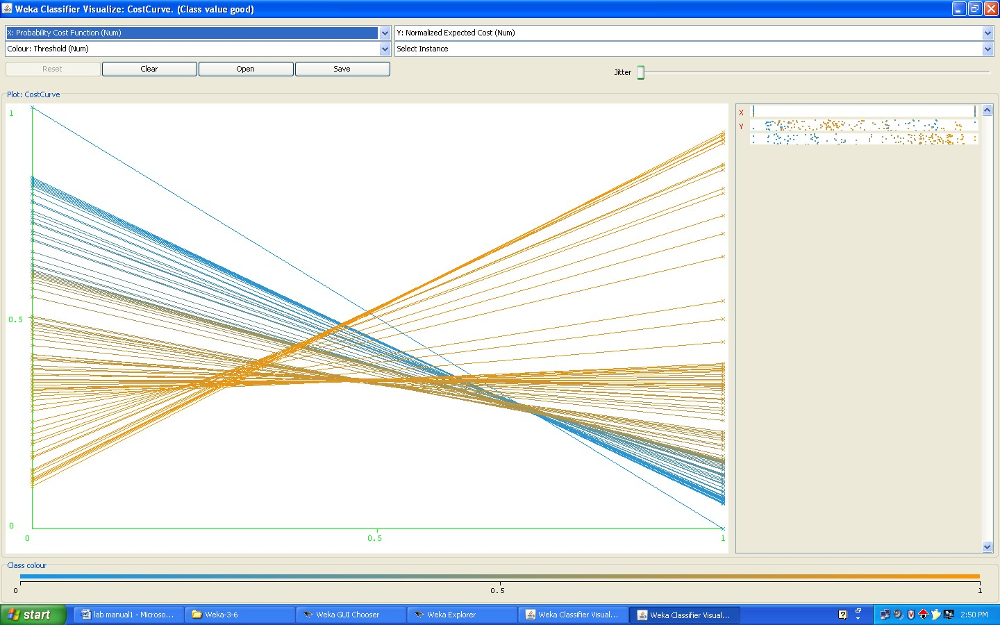 Weka Classifier Visualize: CostCurve. (Class value good)
X: Probability Cost Function (Num)
Y: Normalized Expected Cost (Num)
Colour: Threshold (Num)
Select Instance
Reset
Clear
Open
Save
Jitter
Plot: CostCurve
1
0.5
0
0
0.5
1
X
Y
Class colour
0
0.5
1
start
lab manual1 - Microso...
Weka-3-6
Weka GUI Chooser
Weka Explorer
Weka Classifier Visual...
Weka Classifier Visual...
2:50 PM